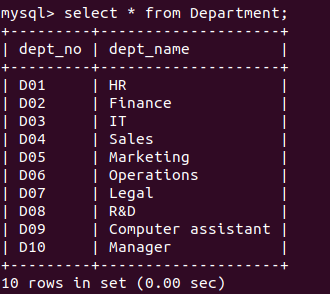 mysql> select * from Department;
+---------+--------------------+
| dept_no | dept_name          |
+---------+--------------------+
| D01     | HR                 |
| D02     | Finance            |
| D03     | IT                 |
| D04     | Sales              |
| D05     | Marketing          |
| D06     | Operations         |
| D07     | Legal              |
| D08     | R&D                |
| D09     | Computer assistant |
| D10     | Manager            |
+---------+--------------------+
10 rows in set (0.00 sec)